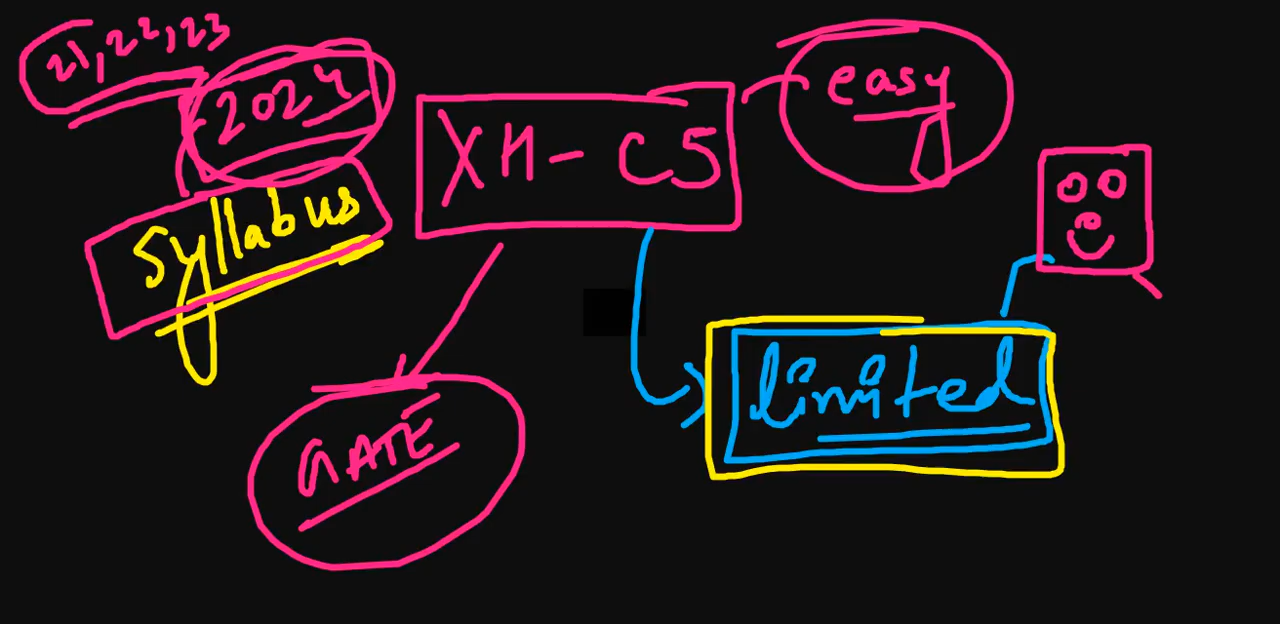 21, 22, 23
2024
Syllabus
XH-C5
easy
GATE
limited